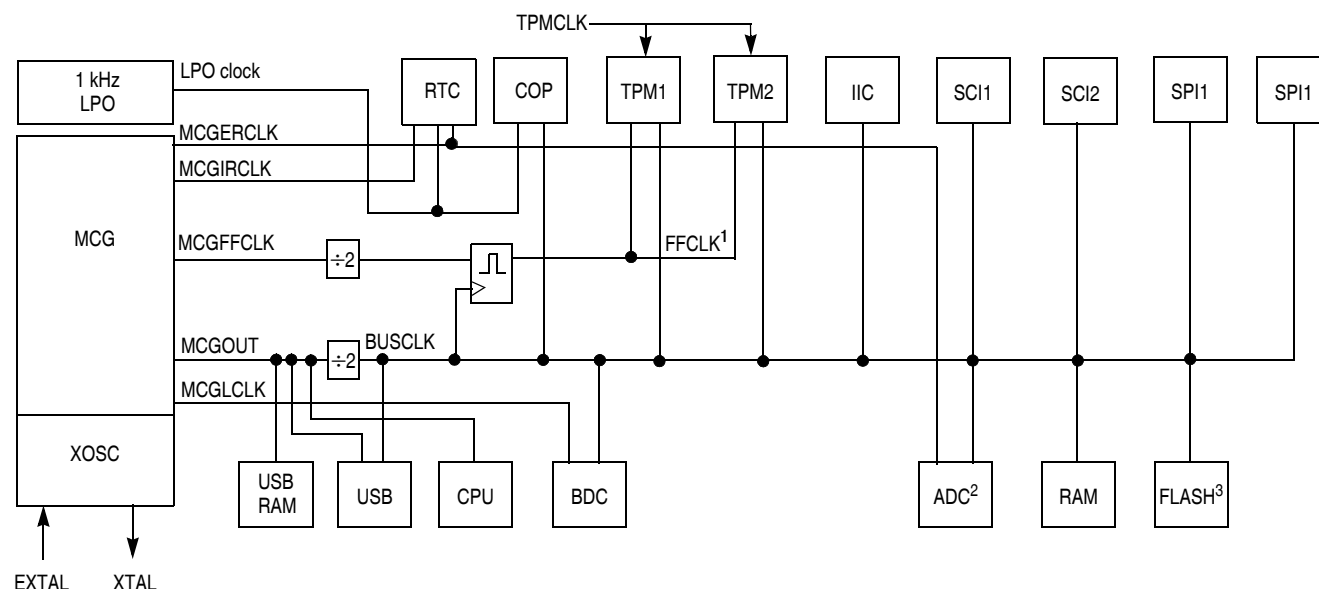 TPMCLK
1 kHz
LPO
LPO clock
RTC
COP
TPM1
TPM2
IIC
SCI1
SCI2
SPI1
SPI1
MCGERCLK
MCGIRCLK
MCG
MCGFFCLK
÷2
FFCLK1
MCGOUT
÷2
BUSCLK
MCGLCLK
XOSC
USB
RAM
USB
CPU
BDC
ADC2
RAM
FLASH3
EXTAL
XTAL